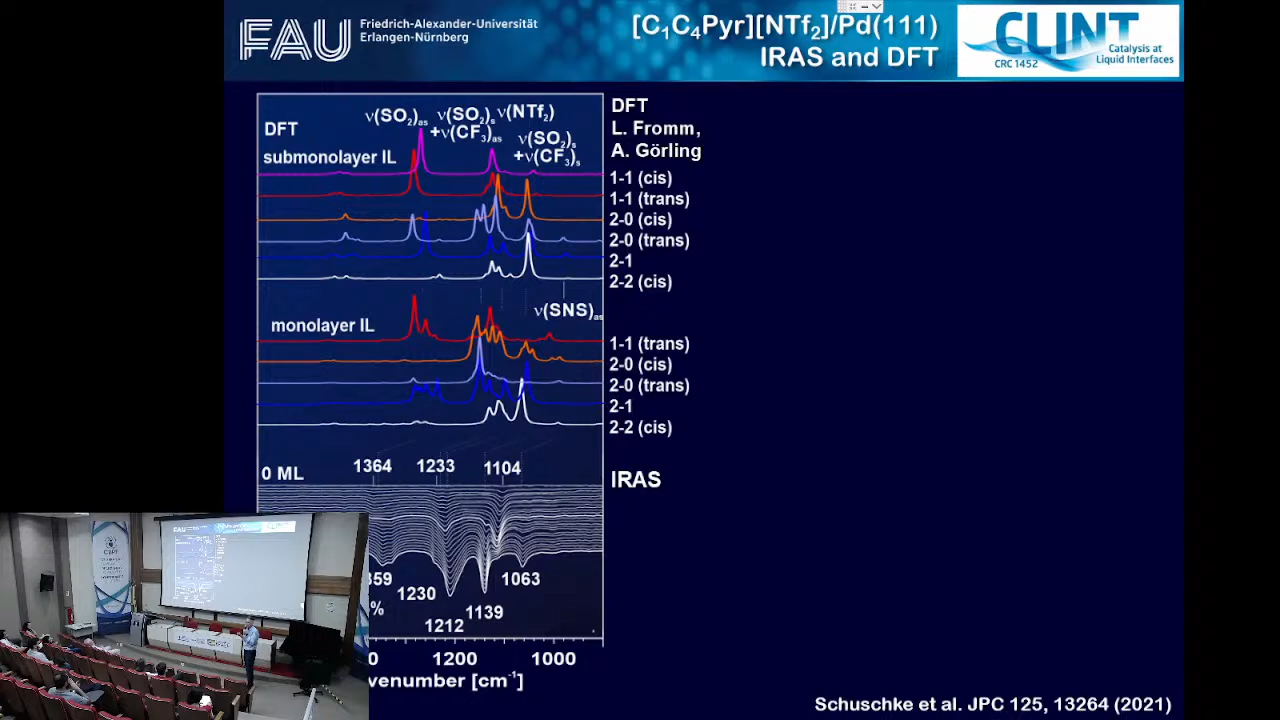 FAU
Friedrich-Alexander-Universität
Erlangen-Nürnberg
[C₁C₄Pyr][NTf₂]/Pd(111)
IRAS and DFT
CLINT
CRC 1452
Catalysis at
Liquid Interfaces
DFT
submonolayer IL
ν(SO₂)as
ν(SO₂)s
+ν(CF₃)as
ν(NTf₂)
ν(SO₂)s
+ν(CF₃)s
DFT
L. Fromm,
A. Görling
1-1 (cis)
1-1 (trans)
2-0 (cis)
2-0 (trans)
2-1
2-2 (cis)
ν(SNS)as
monolayer IL
1-1 (trans)
2-0 (cis)
2-0 (trans)
2-1
2-2 (cis)
0 ML
1364
1233
1104
IRAS
359
1230
1212
1139
1063
%
0
1200
1000
venumber [cm⁻¹]
Schuschke et al. JPC 125, 13264 (2021)
FAU
CLINT